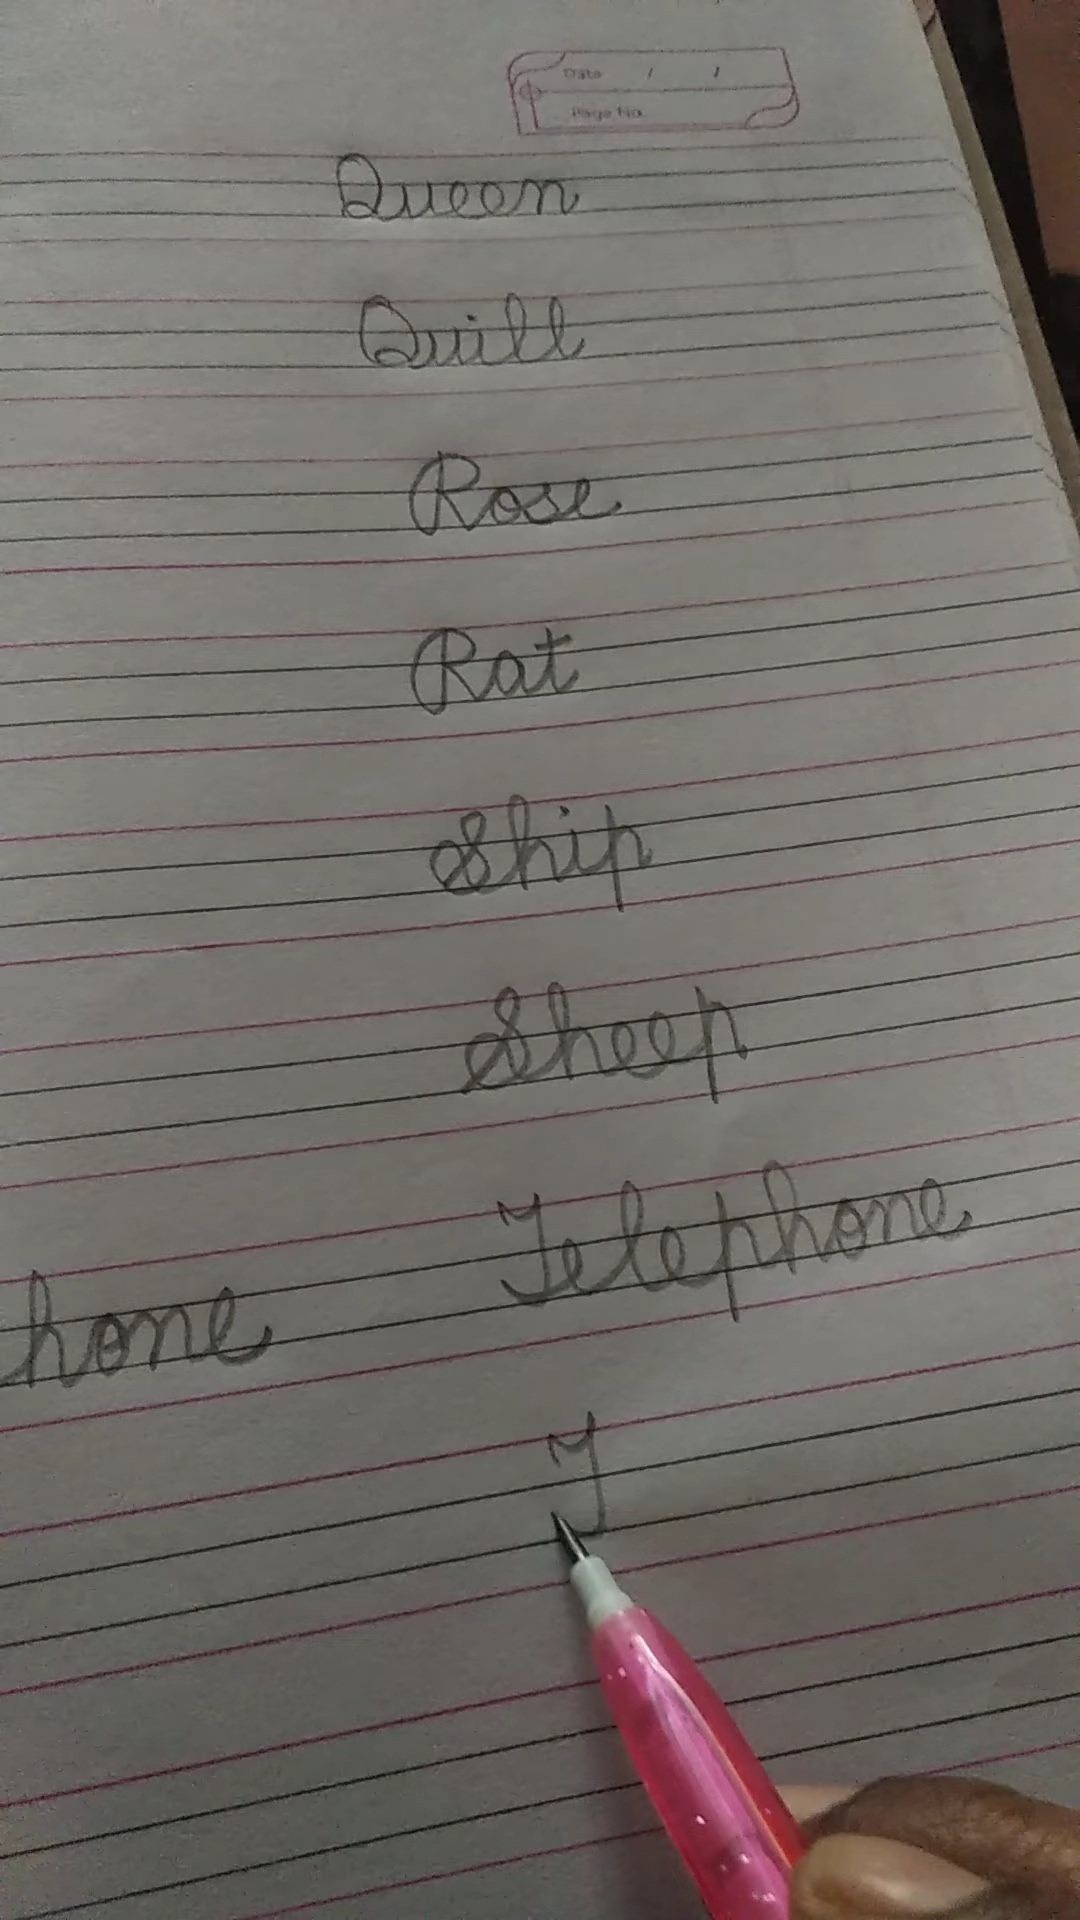 Date / /
Page No.
Queen
Quill
Rose
Rat
Ship
Sheep
hone Telephone
T